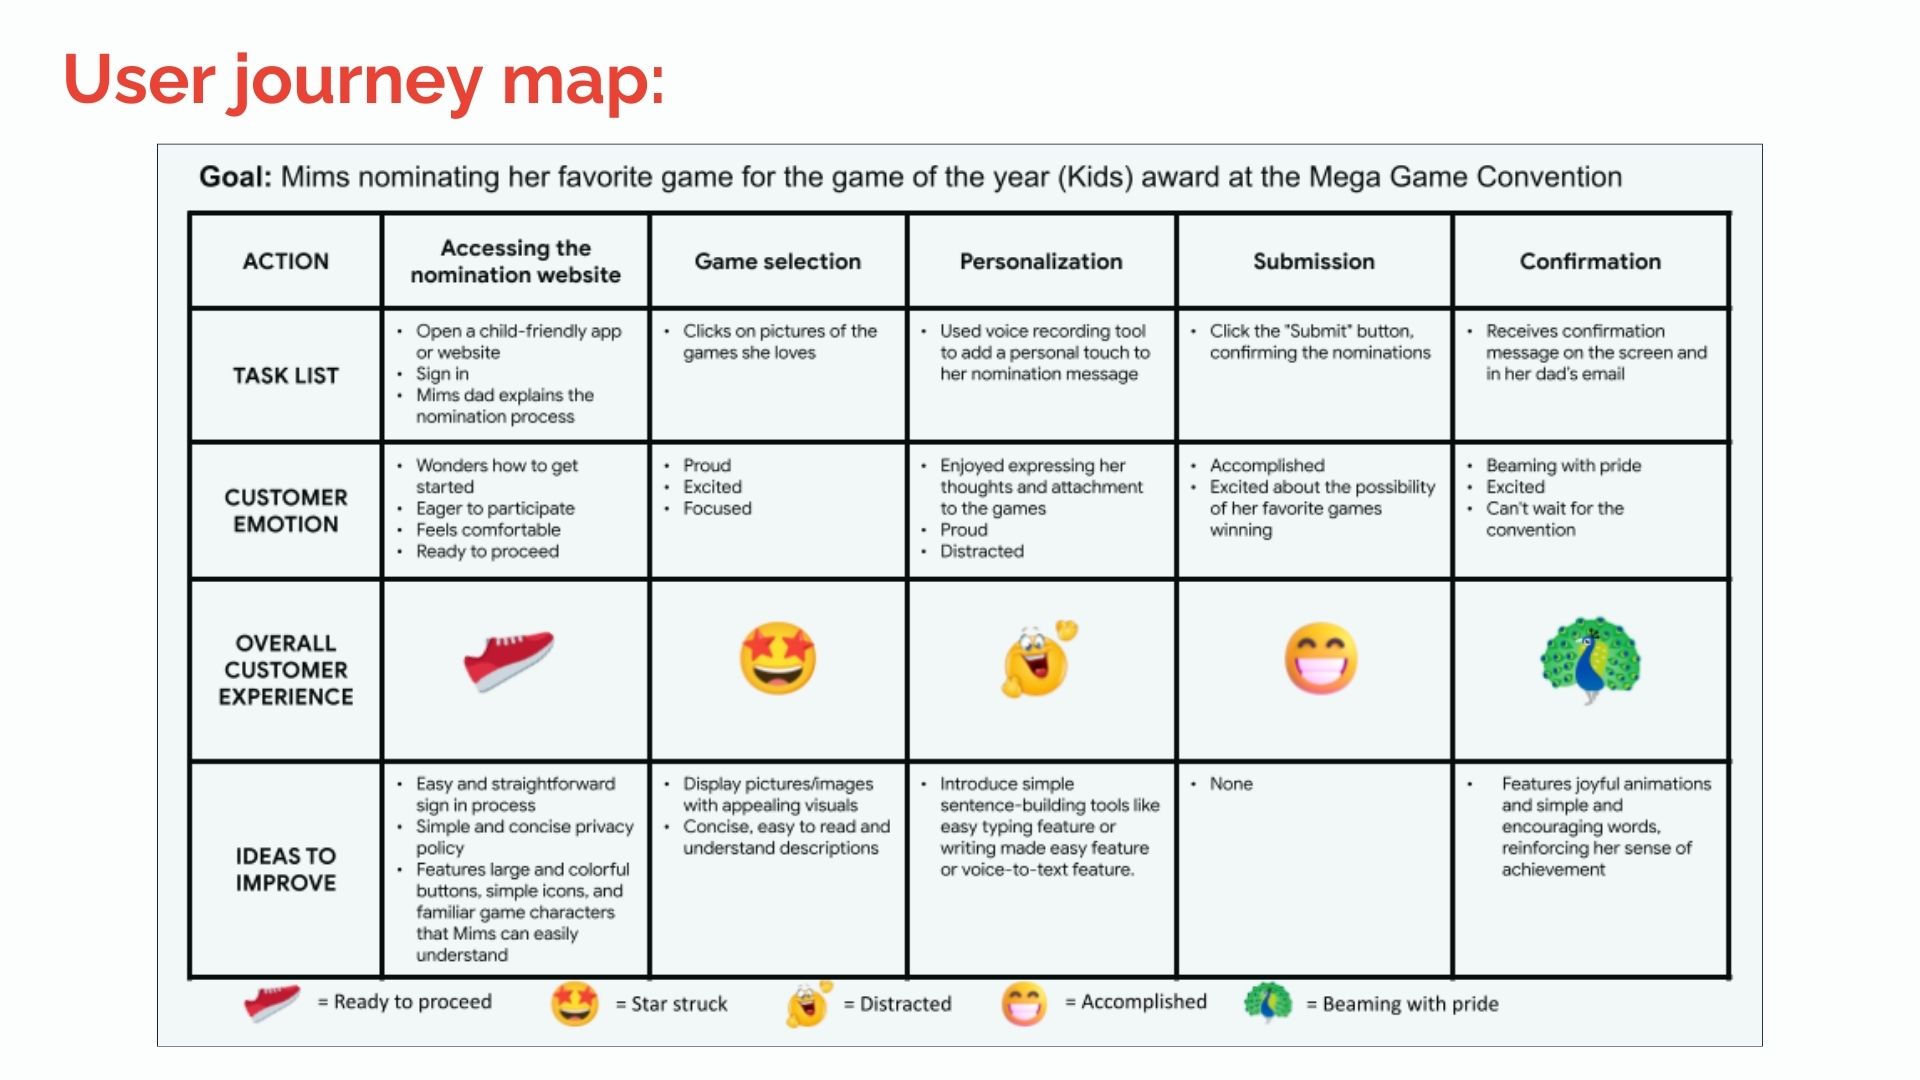 User journey map:
Goal: Mims nominating her favorite game for the game of the year (Kids) award at the Mega Game Convention
ACTION
Accessing the
nomination website
Game selection
Personalization
Submission
Confirmation
TASK LIST
• Open a child-friendly app
or website
• Sign in
• Mims dad explains the
nomination process
• Clicks on pictures of the
games she loves
• Used voice recording tool
to add a personal touch to
her nomination message
• Click the "Submit" button,
confirming the nominations
• Receives confirmation
message on the screen and
in her dad's email
CUSTOMER
EMOTION
• Wonders how to get
started
• Eager to participate
• Feels comfortable
• Ready to proceed
• Proud
• Excited
• Focused
• Enjoyed expressing her
thoughts and attachment
to the games
• Proud
• Distracted
• Accomplished
• Excited about the possibility
of her favorite games
winning
• Beaming with pride
• Excited
• Can't wait for the
convention
OVERALL
CUSTOMER
EXPERIENCE
IDEAS TO
IMPROVE
• Easy and straightforward
sign in process
• Simple and concise privacy
policy
• Features large and colorful
buttons, simple icons, and
familiar game characters
that Mims can easily
understand
• Display pictures/images
with appealing visuals
• Concise, easy to read and
understand descriptions
• Introduce simple
sentence-building tools like
easy typing feature or
writing made easy feature
or voice-to-text feature.
• None
• Features joyful animations
and simple and
encouraging words,
reinforcing her sense of
achievement
= Ready to proceed
= Star struck
= Distracted
= Accomplished
= Beaming with pride